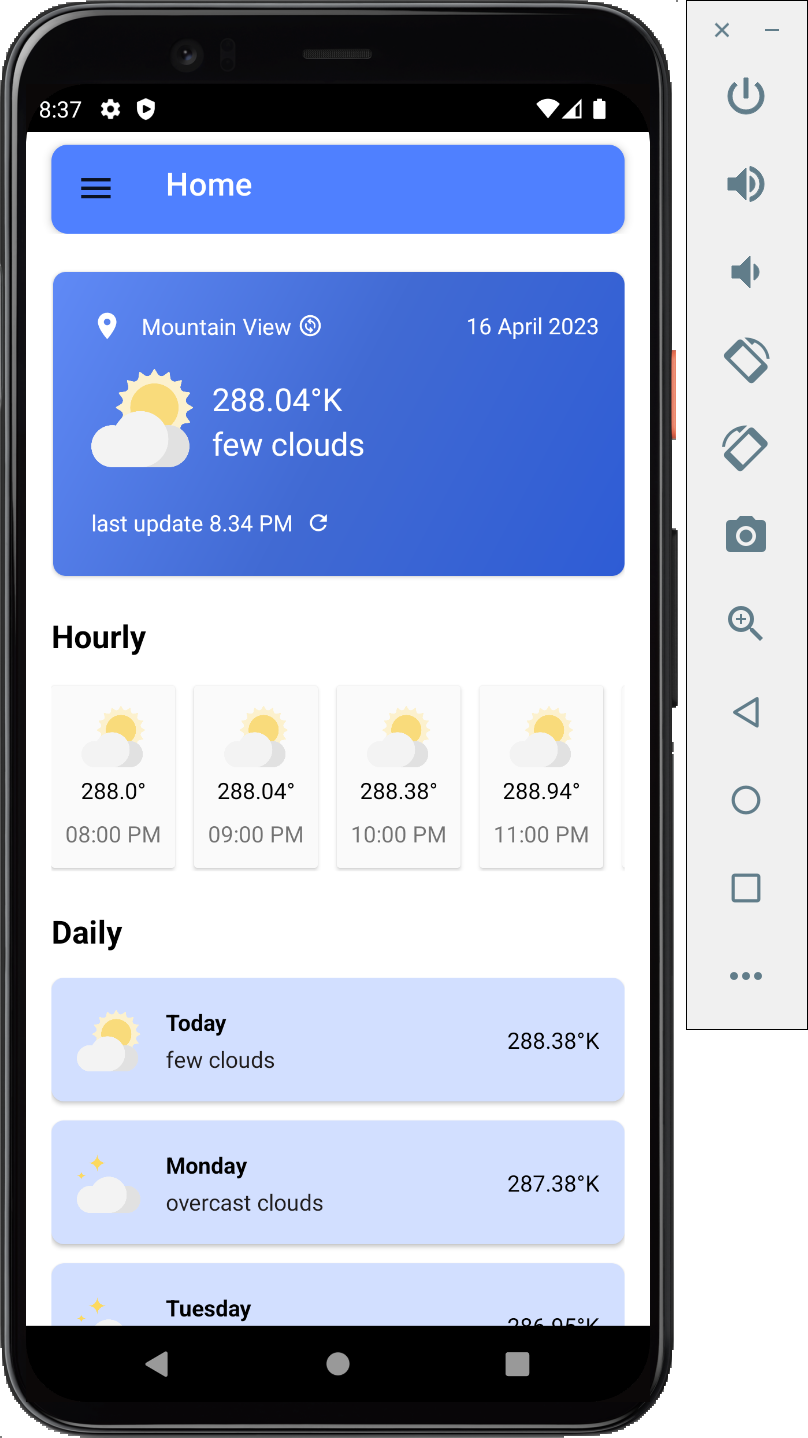 8:37
Home
Mountain View
16 April 2023
288.04°K
few clouds
last update 8.34 PM
Hourly
288.0° 288.04° 288.38° 288.94°
08:00 PM 09:00 PM 10:00 PM 11:00 PM
Daily
Today
few clouds
288.38°K
Monday
overcast clouds
287.38°K
Tuesday
286.95°K